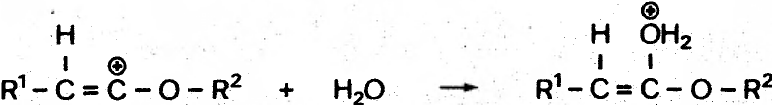 H ⊕ H ⊕OH₂
R¹–C=C–O–R² + H₂O → R¹–C=C–O–R²